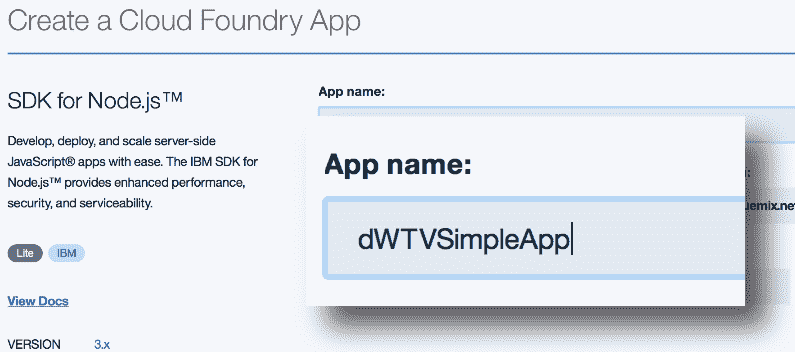 Create a Cloud Foundry App
SDK for Node.js™
Develop, deploy, and scale server-side
JavaScript® apps with ease. The IBM SDK for
Node.js™ provides enhanced performance,
security, and serviceability.
Lite IBM
View Docs
VERSION 3.x
App name:
App name:
dWTVSimpleApp